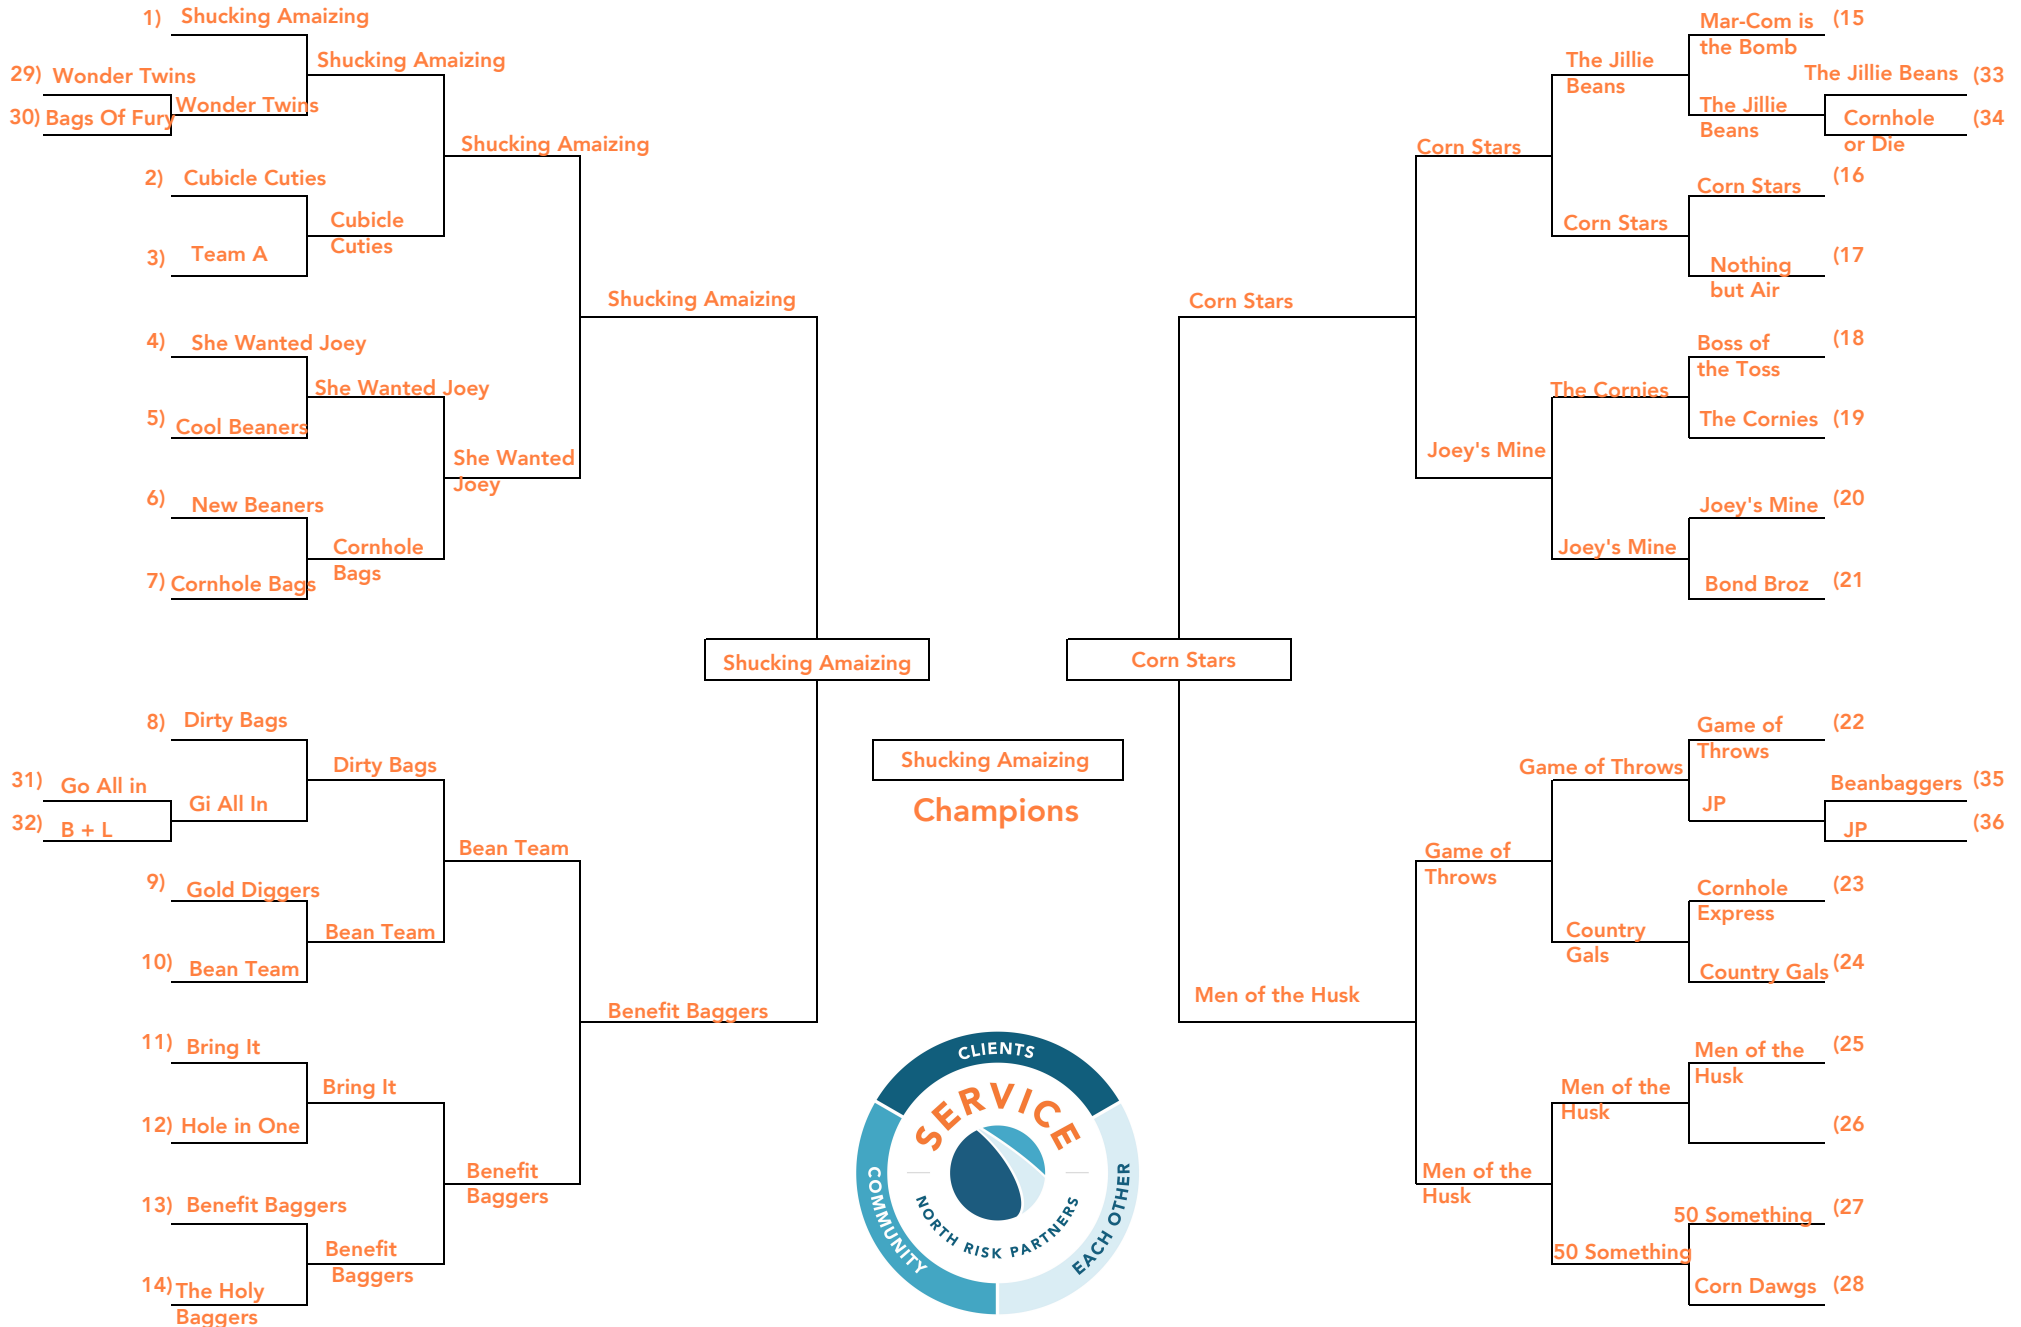 1) Shucking Amaizing
Shucking Amaizing
29) Wonder Twins
Wonder Twins
30) Bags Of Fury
Shucking Amaizing
2) Cubicle Cuties
Cubicle
Cuties
3) Team A
Shucking Amaizing
4) She Wanted Joey
She Wanted Joey
5) Cool Beaners
She Wanted
Joey
6) New Beaners
Cornhole
Bags
7) Cornhole Bags
Shucking Amaizing
8) Dirty Bags
Dirty Bags
31) Go All in
Gi All In
32) B + L
Bean Team
9) Gold Diggers
Bean Team
10) Bean Team
Benefit Baggers
11) Bring It
Bring It
12) Hole in One
Benefit
Baggers
13) Benefit Baggers
Benefit
Baggers
14) The Holy
Baggers
Mar-Com is (15
the Bomb
The Jillie
Beans
The Jillie Beans (33
The Jillie
Beans
Cornhole (34
or Die
Corn Stars
Corn Stars (16
Corn Stars
Nothing (17
but Air
Corn Stars
Boss of (18
the Toss
The Cornies
The Cornies (19
Joey's Mine
Joey's Mine (20
Joey's Mine
Bond Broz (21
Corn Stars
Game of (22
Throws
Game of Throws
Beanbaggers (35
JP
JP (36
Game of
Throws
Cornhole (23
Express
Country
Gals
Country Gals (24
Men of the Husk
Men of the (25
Husk
Men of the
Husk
(26
Men of the
Husk
50 Something (27
50 Something
Corn Dawgs (28
Shucking Amaizing
Champions
CLIENTS
SERVICE
COMMUNITY
EACH OTHER
NORTH RISK PARTNERS